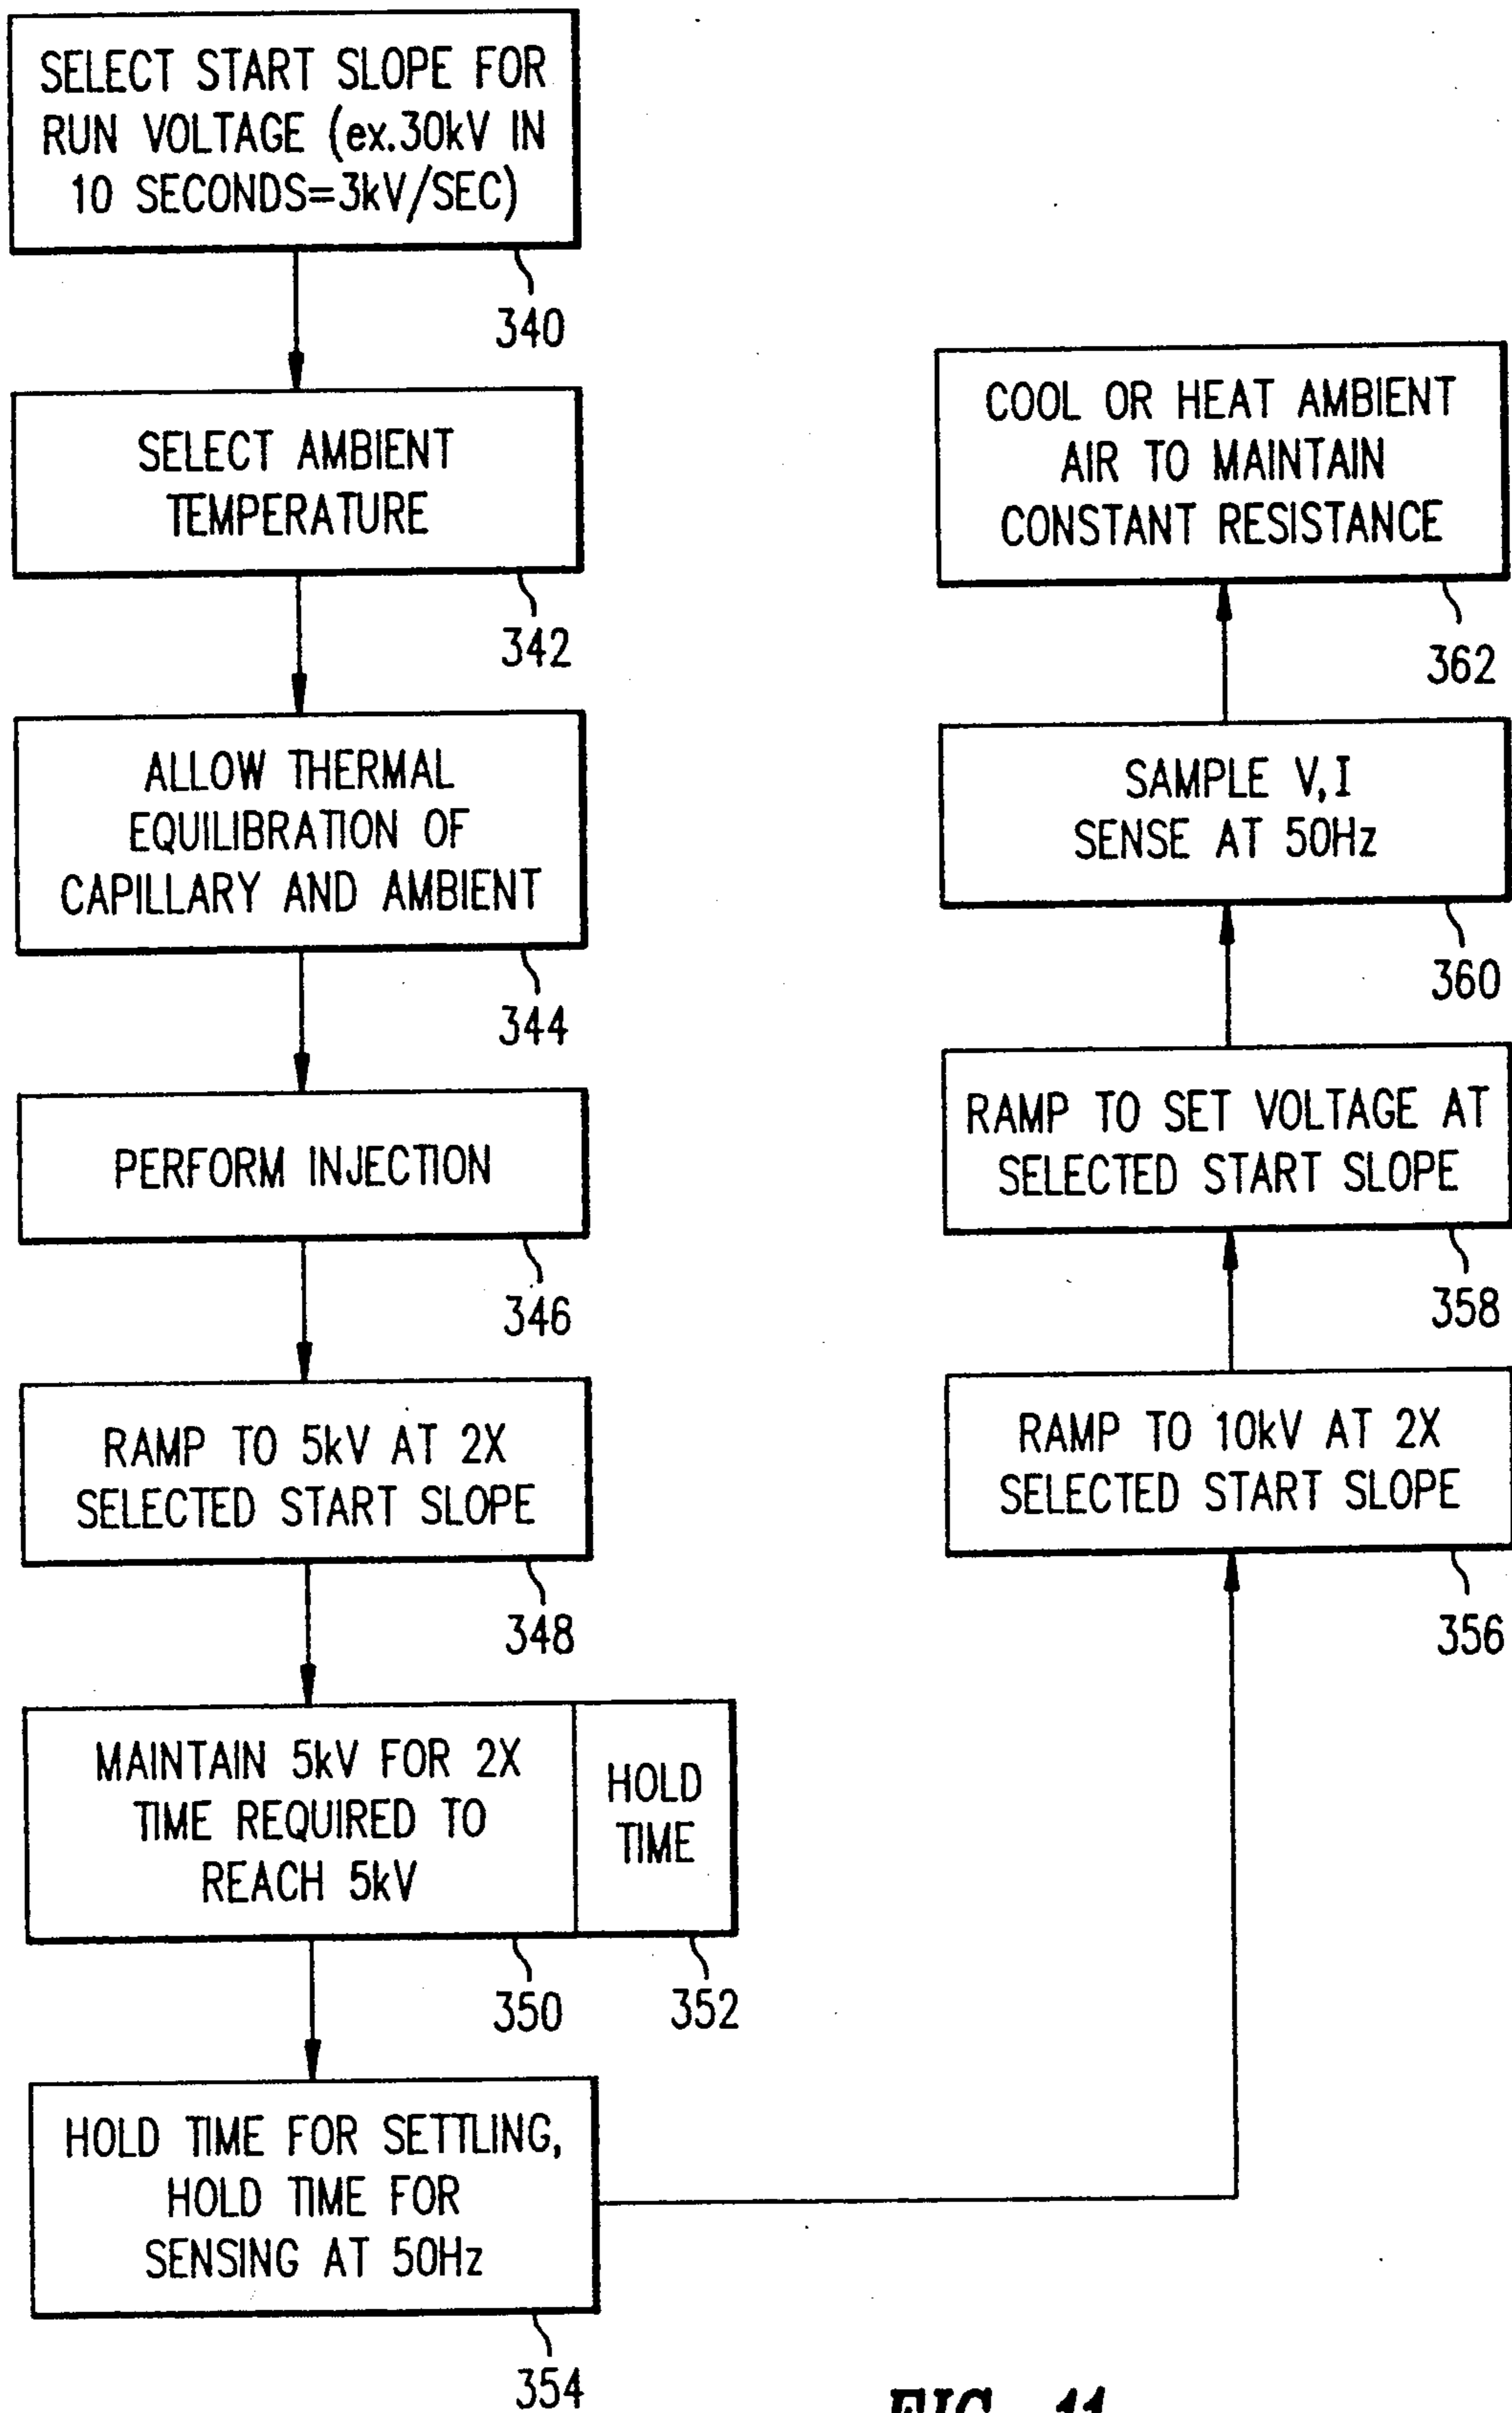 SELECT START SLOPE FOR
RUN VOLTAGE (ex.30kV IN
10 SECONDS=3kV/SEC)
340
SELECT AMBIENT
TEMPERATURE
342
ALLOW THERMAL
EQUILIBRATION OF
CAPILLARY AND AMBIENT
344
PERFORM INJECTION
346
RAMP TO 5kV AT 2X
SELECTED START SLOPE
348
MAINTAIN 5kV FOR 2X
TIME REQUIRED TO
REACH 5kV
350
HOLD
TIME
352
HOLD TIME FOR SETTLING,
HOLD TIME FOR
SENSING AT 50Hz
354
COOL OR HEAT AMBIENT
AIR TO MAINTAIN
CONSTANT RESISTANCE
362
SAMPLE V,I
SENSE AT 50Hz
360
RAMP TO SET VOLTAGE AT
SELECTED START SLOPE
358
RAMP TO 10kV AT 2X
SELECTED START SLOPE
356
FIG. 11